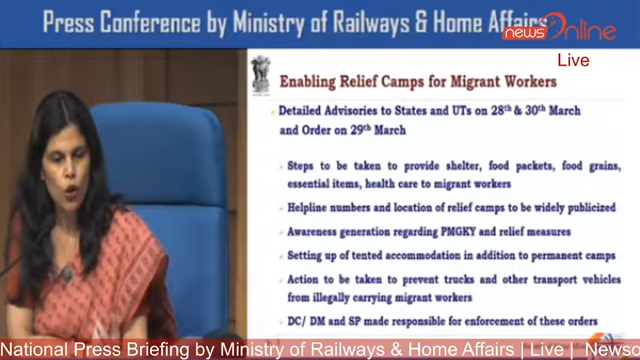 Press Conference by Ministry of Railways & Home Affairs
news Online
Live
Enabling Relief Camps for Migrant Workers
Detailed Advisories to States and UTs on 28th & 30th March
and Order on 29th March
Steps to be taken to provide shelter, food packets, food grains,
essential items, health care to migrant workers
Helpline numbers and location of relief camps to be widely publicized
Awareness generation regarding PMGKY and relief measures
Setting up of tented accommodation in addition to permanent camps
Action to be taken to prevent trucks and other transport vehicles
from illegally carrying migrant workers
DC/ DM and SP made responsible for enforcement of these orders
National Press Briefing by Ministry of Railways & Home Affairs | Live |